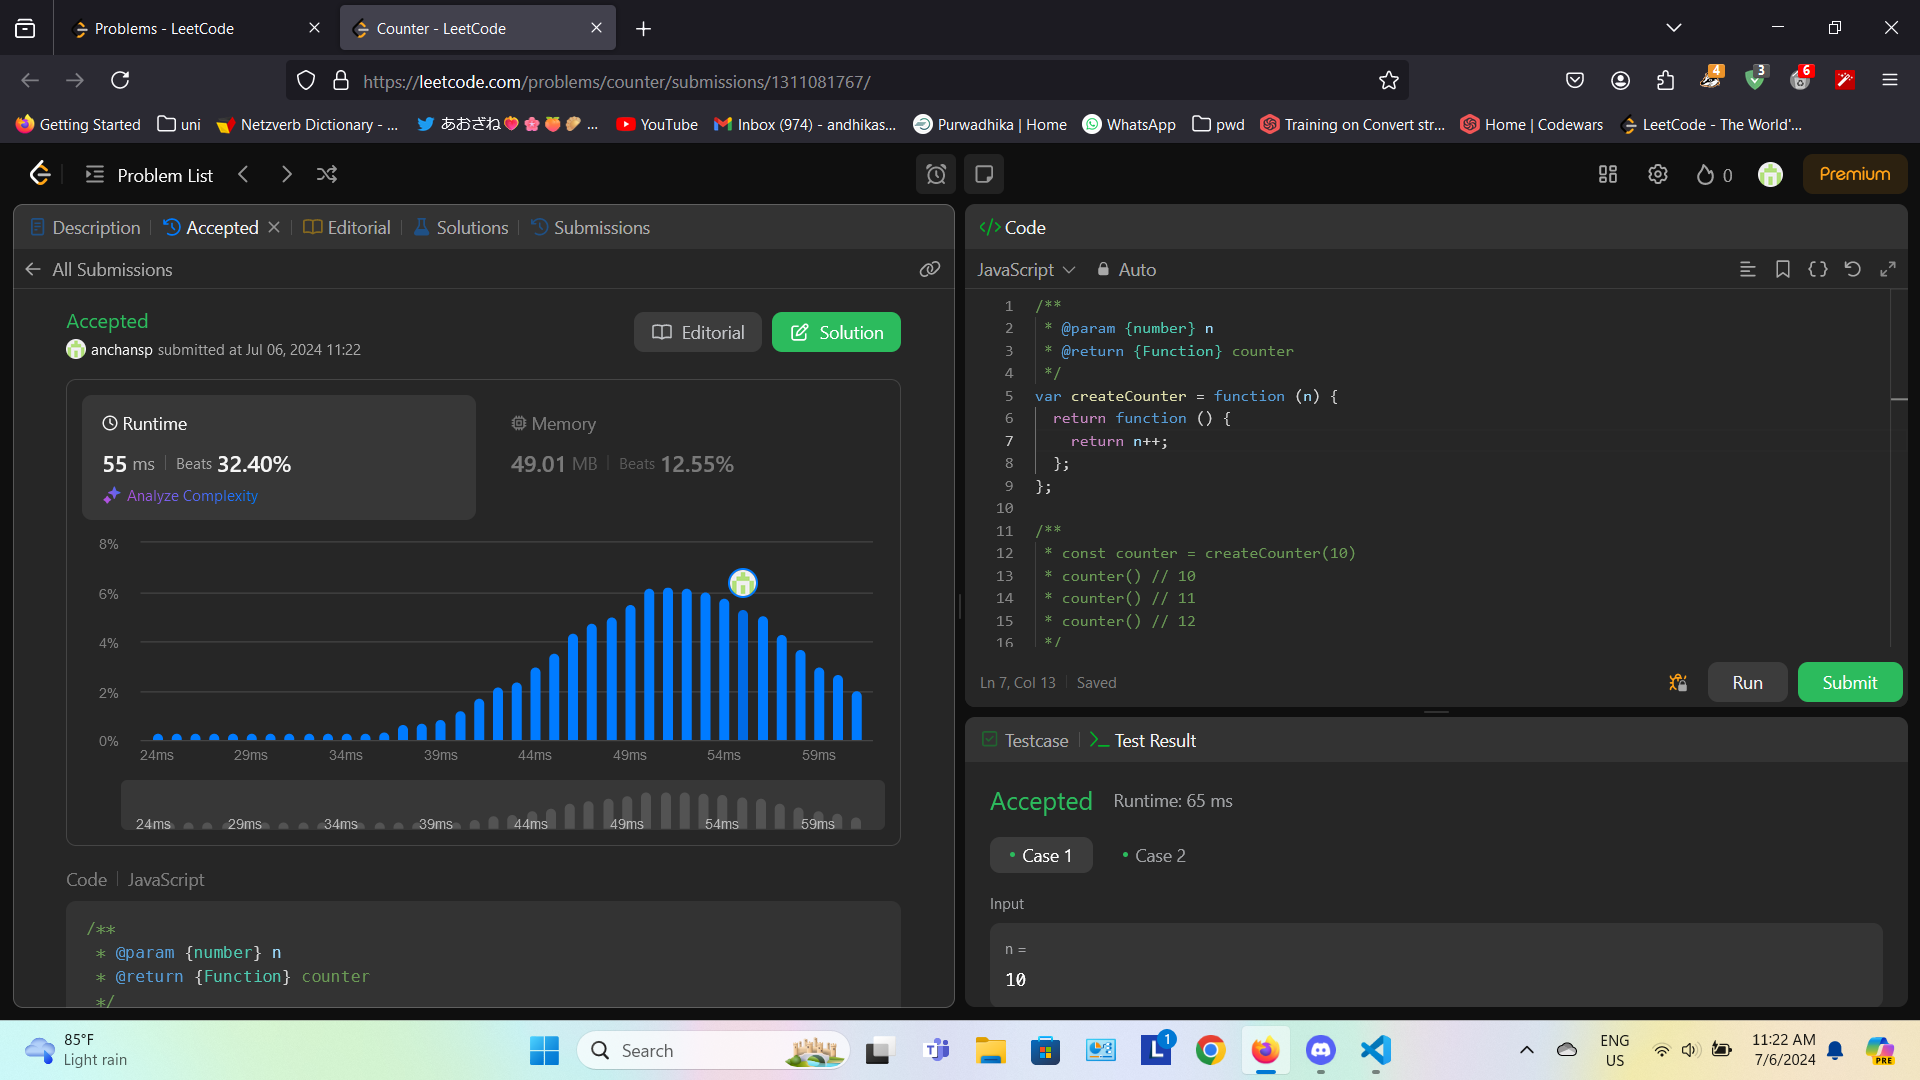 Problems - LeetCode
Counter - LeetCode
https://leetcode.com/problems/counter/submissions/1311081767/
4
3
6
Getting Started
uni
Netzverb Dictionary - ...
あおざね💝🌸🍑🥖 ...
YouTube
Inbox (974) - andhikas...
Purwadhika | Home
WhatsApp
pwd
Training on Convert str...
Home | Codewars
LeetCode - The World'...
Problem List
0
Premium
Description
Accepted
Editorial
Solutions
Submissions
All Submissions
Accepted
anchansp submitted at Jul 06, 2024 11:22
Editorial
Solution
Runtime
55 ms | Beats 32.40%
Analyze Complexity
Memory
49.01 MB | Beats 12.55%
8%
6%
4%
2%
0%
24ms 29ms 34ms 39ms 44ms 49ms 54ms 59ms
24ms 29ms 34ms 39ms 44ms 49ms 54ms 59ms
Code | JavaScript
/**
* @param {number} n
* @return {Function} counter
*/
</> Code
JavaScript
Auto
1 /**
2 * @param {number} n
3 * @return {Function} counter
4 */
5 var createCounter = function (n) {
6 return function () {
7 return n++;
8 };
9 };
10
11 /**
12 * const counter = createCounter(10)
13 * counter() // 10
14 * counter() // 11
15 * counter() // 12
16 */
Ln 7, Col 13 | Saved
Run
Submit
Testcase
Test Result
Accepted Runtime: 65 ms
• Case 1
• Case 2
Input
n =
10
85°F
Light rain
Search
1
ENG
US
11:22 AM
7/6/2024
PRE